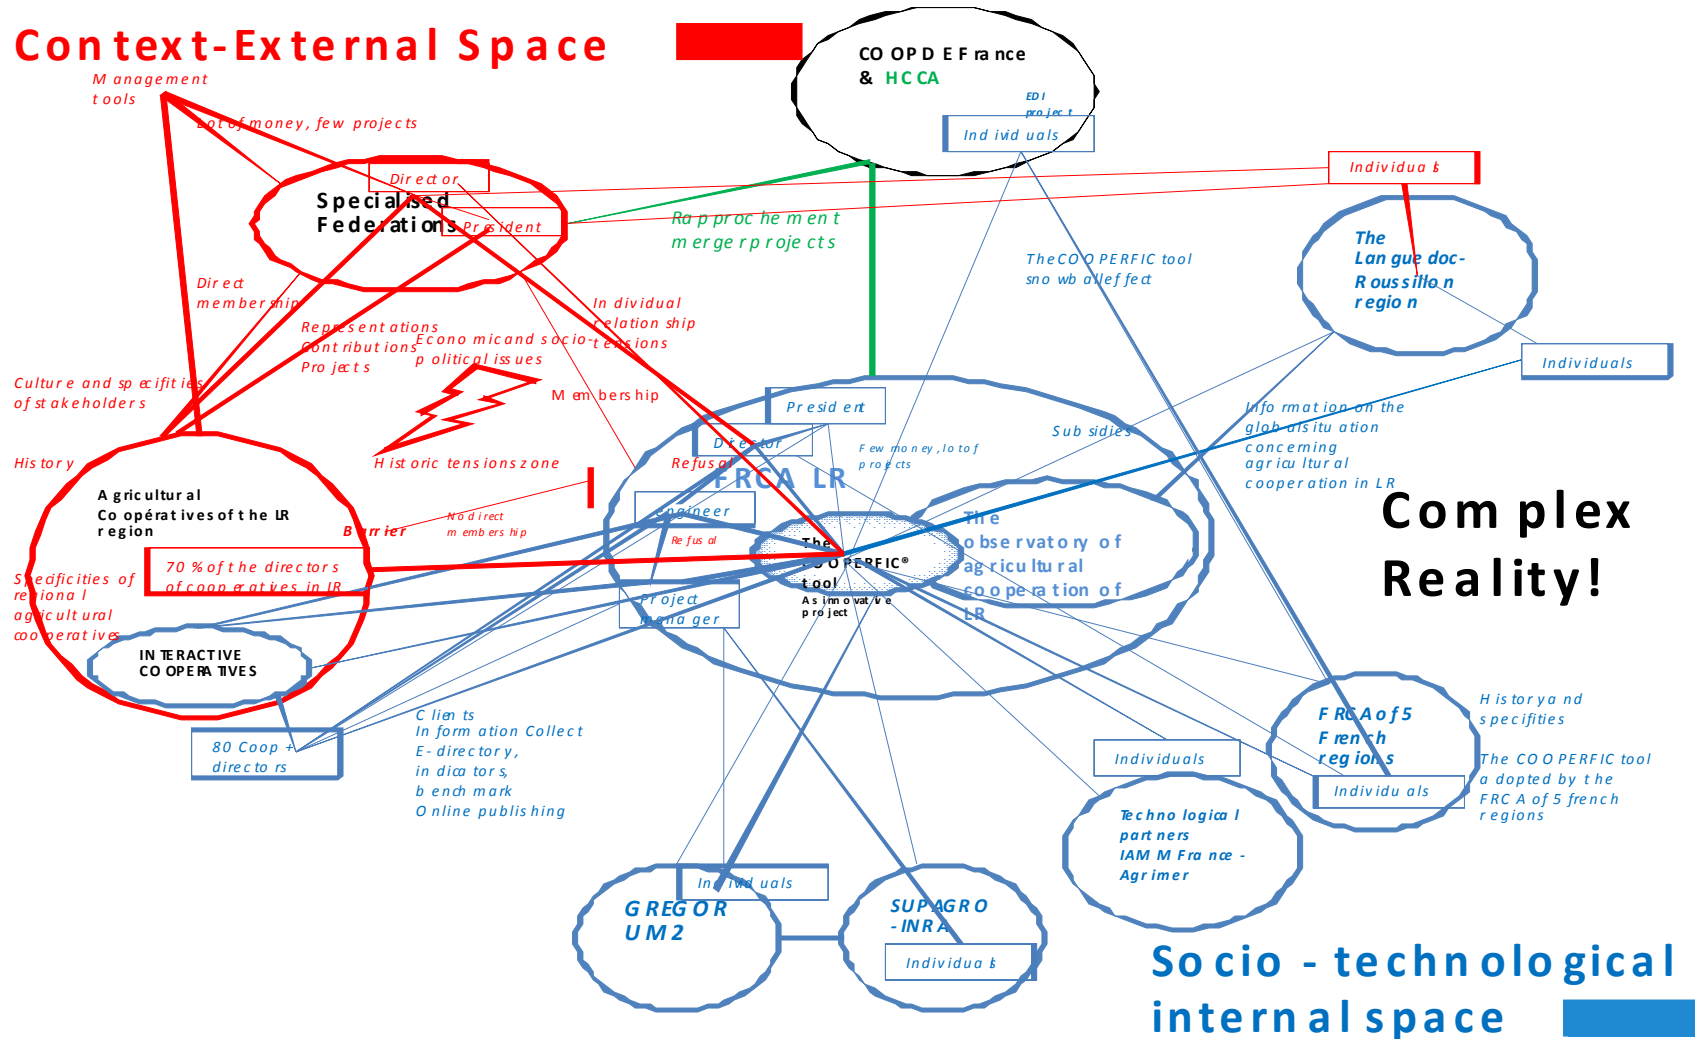 Context-External Space
COOP DE France
& HCCA
EDI
project
Individuals
Management
tools
Lot of money, few projects
Director
Specialised
Federations
President
Rapprochement
merger projects
Individuals
The
Languedoc-
Roussillon
region
Individuals
The COOPERFIC tool
snowball effect
Direct
membership
Individual
relationship
tensions
Representations
Contributions
Projects
Economic and socio-
political issues
Culture and specifities
of stakeholders
Membership
President
Director
Few money, lot of
projects
Subsidies
Information on the
global situation
concerning
agricultural
cooperation in LR
History
Historic tensions zone
Refusal
FRCA LR
Agricultural
Coopératives of the LR
region
Barrier
No direct
membership
Engineer
Refusal
The
COOPERFIC®
tool
As innovative
project
The
observatory of
agricultural
cooperation of
LR
Complex
Reality!
70 % of the directors
of cooperatives in LR
Specificities of
regional
agricultural
cooperatives
Project
manager
INTERACTIVE
COOPERATIVES
80 Coop +
directors
Clients
Information Collect
E- directory,
indicators,
benchmark
Online publishing
Individuals
Technological
partners
IAMM France -
Agrimer
FRCA of 5
French
regions
Individuals
History and
specifities
The COOPERFIC tool
adopted by the
FRCA of 5 french
regions
Individuals
GREGOR
UM2
SUPAGRO
-INRA
Individuals
Socio - technological
internal space